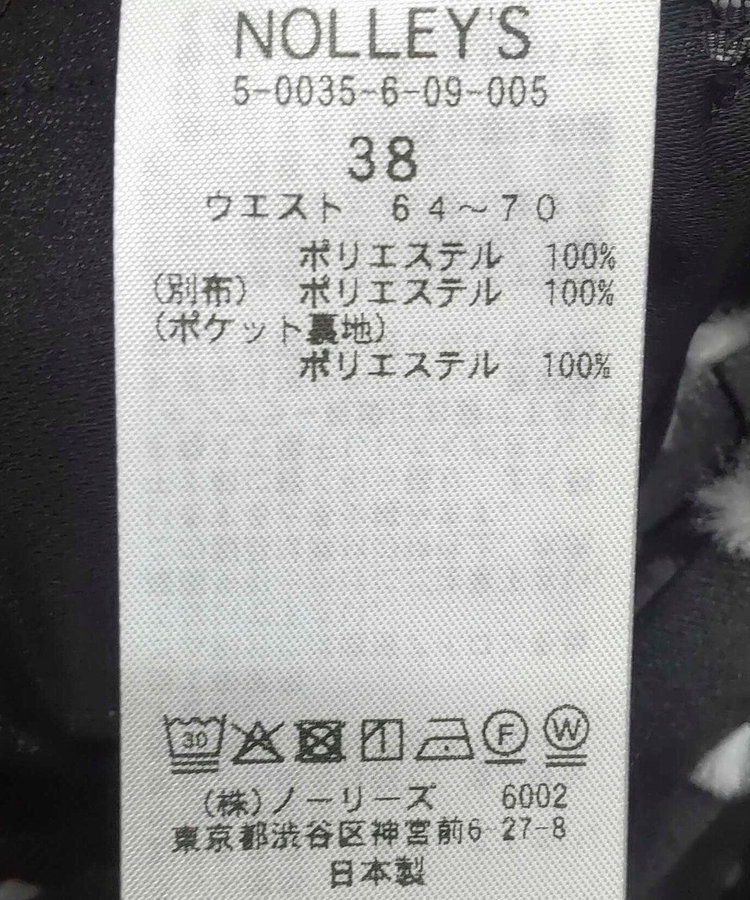 NOLLEY'S
5-0035-6-09-005
38
ウエスト 64〜70
ポリエステル 100%
(別布) ポリエステル 100%
(ポケット裏地)
ポリエステル 100%
30
F
W
(株)ノーリーズ 6002
東京都渋谷区神宮前6-27-8
日本製